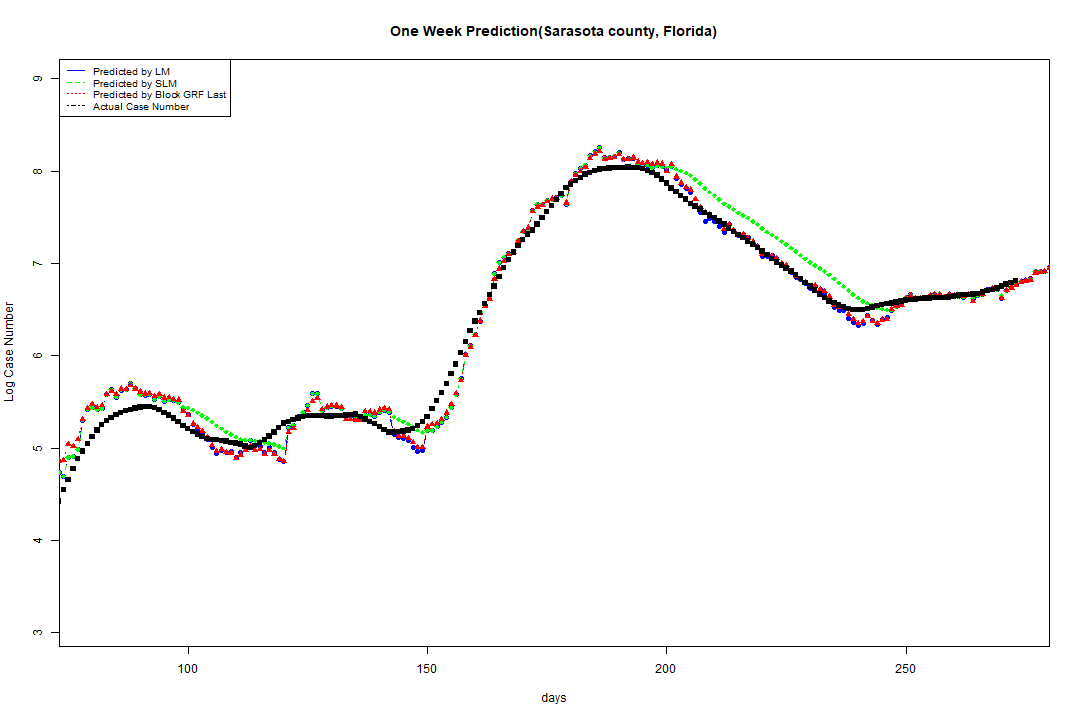 One Week Prediction(Sarasota county, Florida)
Predicted by LM
Predicted by SLM
Predicted by Block GRF Last
Actual Case Number
9
8
7
6
5
4
3
Log Case Number
100 150 200 250
days